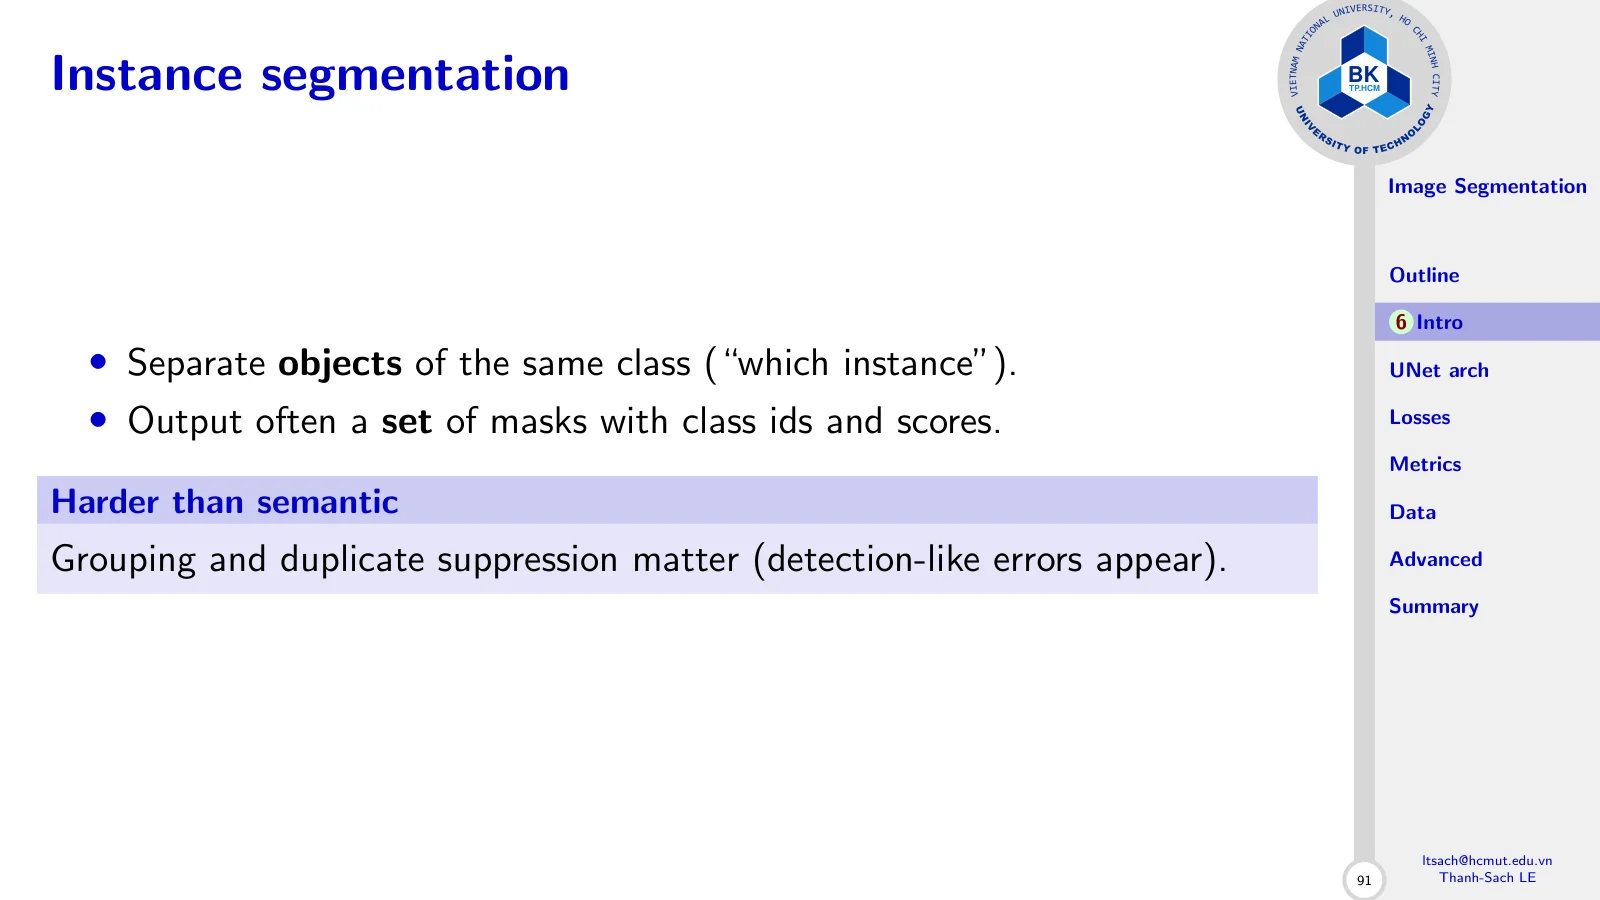 Instance segmentation
• Separate objects of the same class (“which instance”).
• Output often a set of masks with class ids and scores.
Harder than semantic
Grouping and duplicate suppression matter (detection-like errors appear).
VIETNAM NATIONAL UNIVERSITY, HO CHI MINH CITY
BK
TP.HCM
UNIVERSITY OF TECHNOLOGY
Image Segmentation
Outline
6 Intro
UNet arch
Losses
Metrics
Data
Advanced
Summary
ltsach@hcmut.edu.vn
Thanh-Sach LE
91